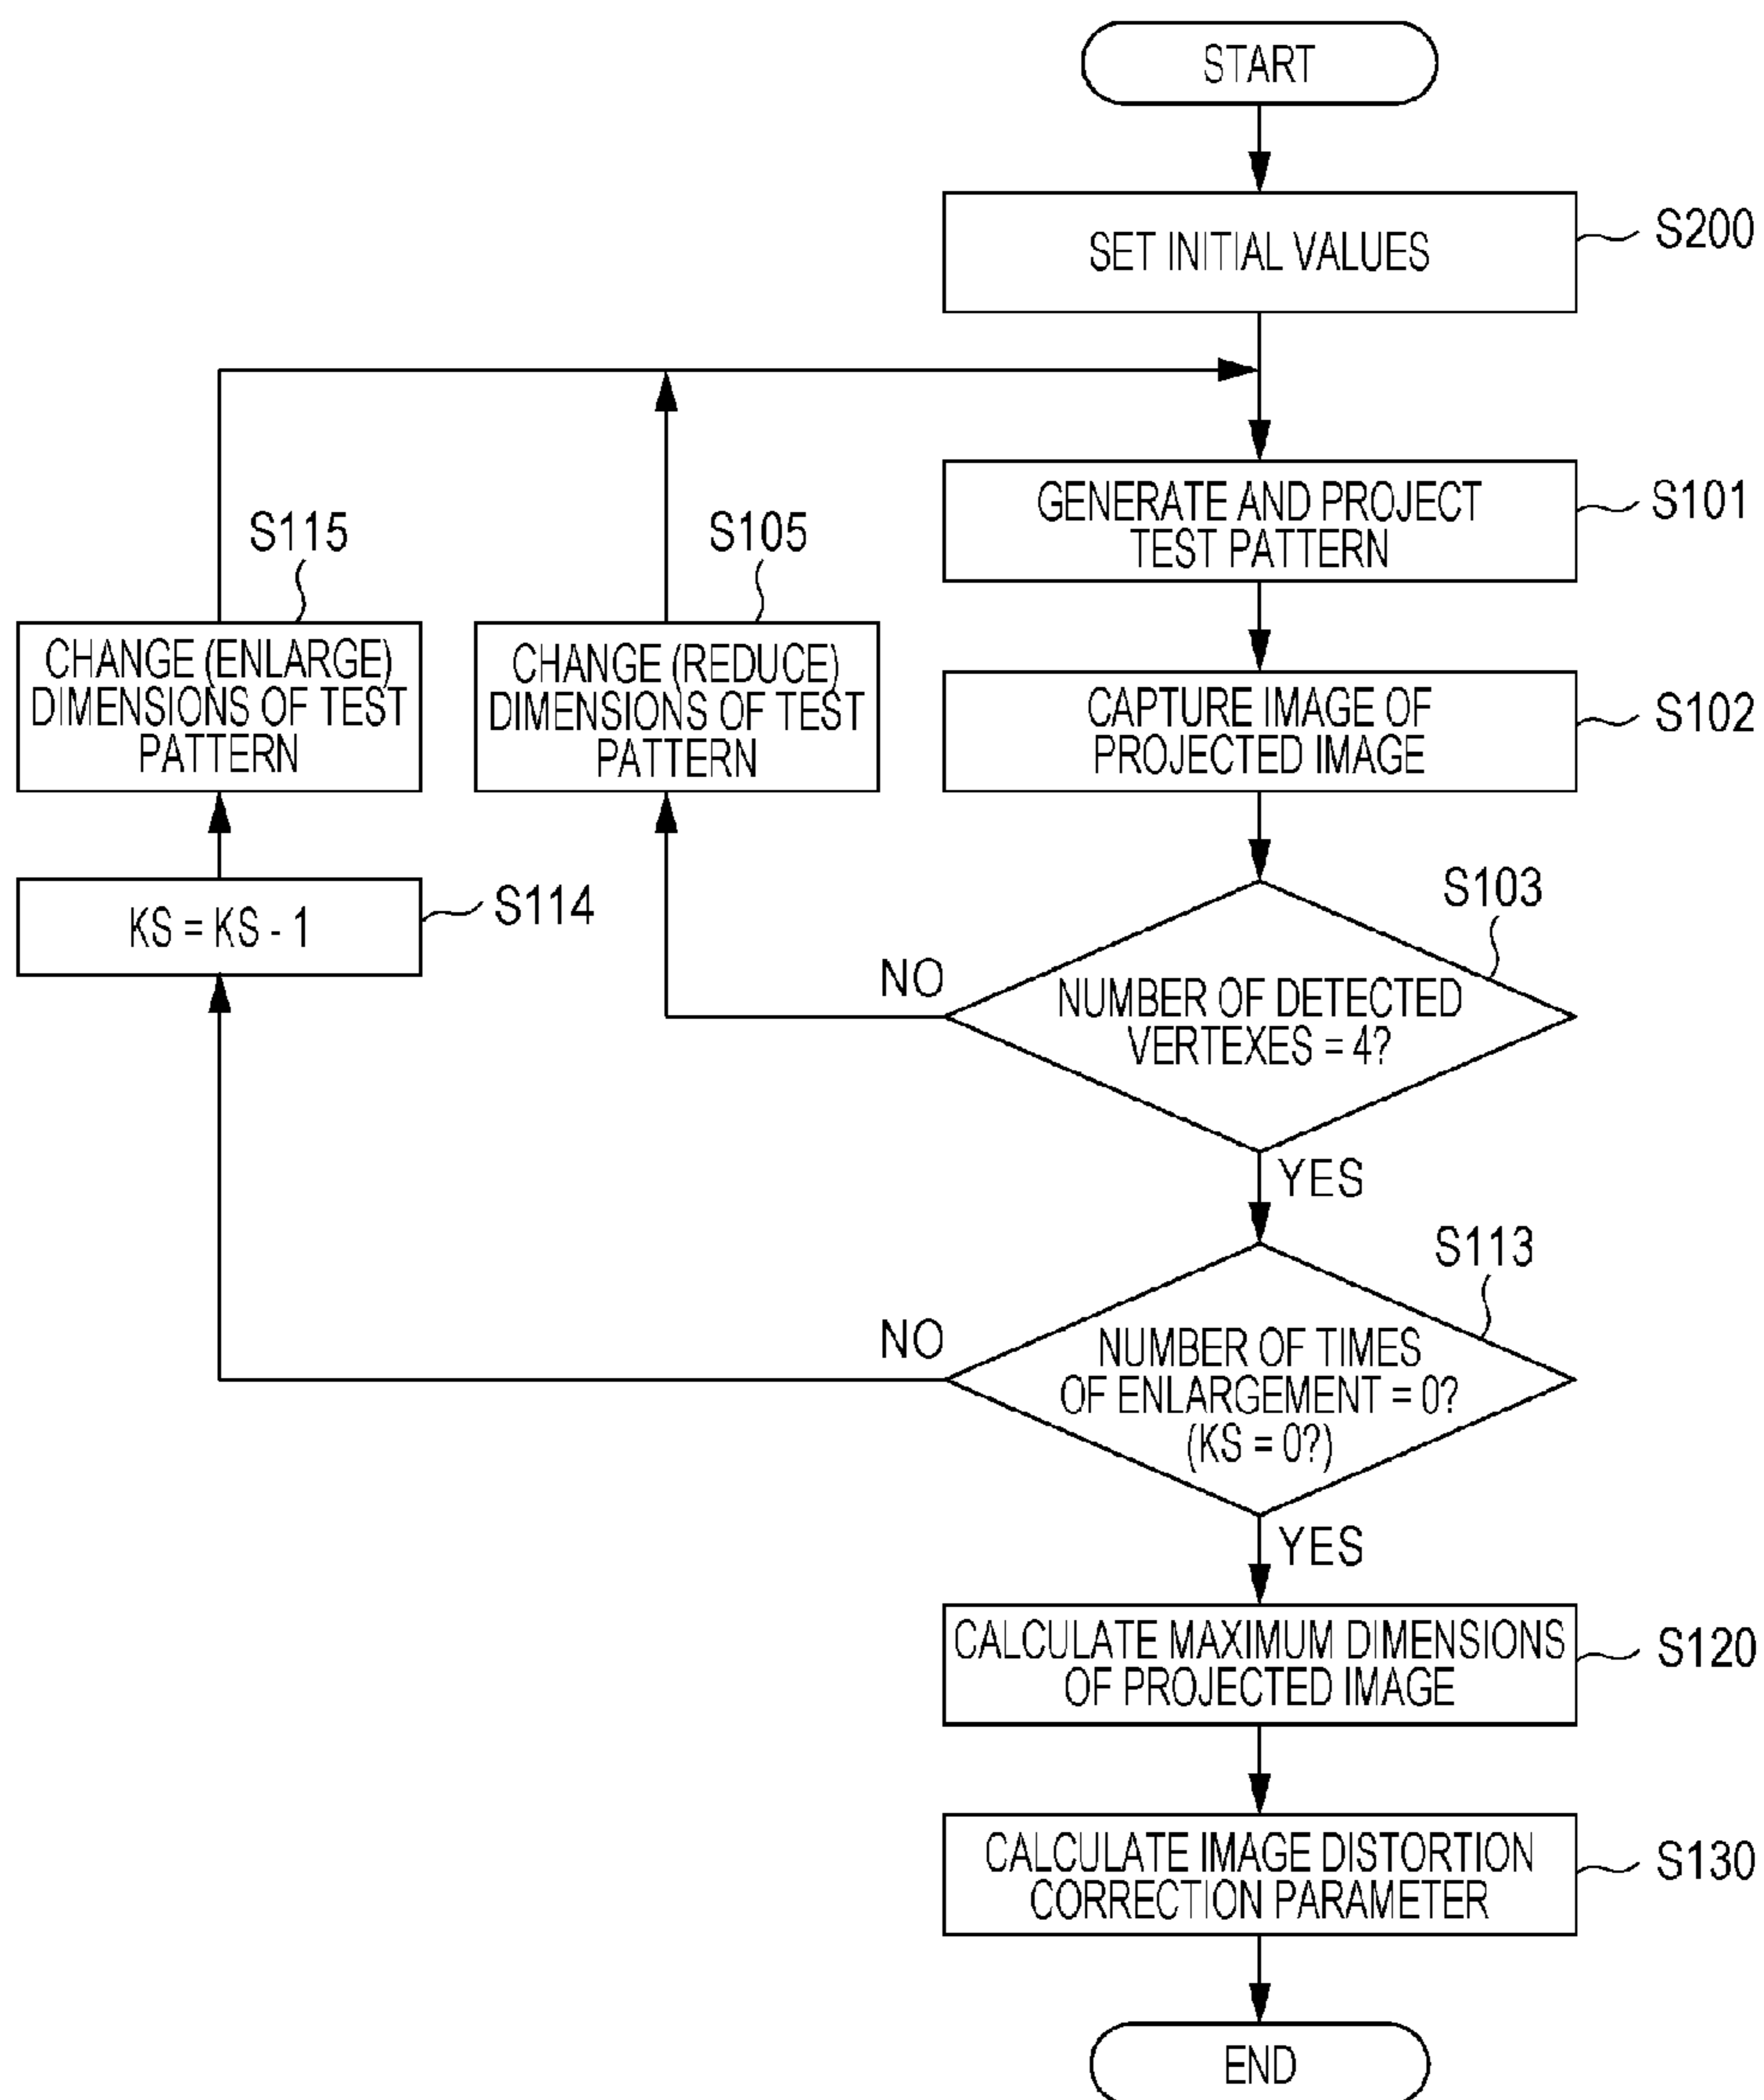 START
SET INITIAL VALUES
S200
GENERATE AND PROJECT
TEST PATTERN
S101
S115
S105
CHANGE (ENLARGE)
DIMENSIONS OF TEST
PATTERN
CHANGE (REDUCE)
DIMENSIONS OF TEST
PATTERN
CAPTURE IMAGE OF
PROJECTED IMAGE
S102
KS = KS - 1
S114
S103
NO
NUMBER OF DETECTED
VERTEXES = 4?
YES
S113
NO
NUMBER OF TIMES
OF ENLARGEMENT = 0?
(KS = 0?)
YES
CALCULATE MAXIMUM DIMENSIONS
OF PROJECTED IMAGE
S120
CALCULATE IMAGE DISTORTION
CORRECTION PARAMETER
S130
END